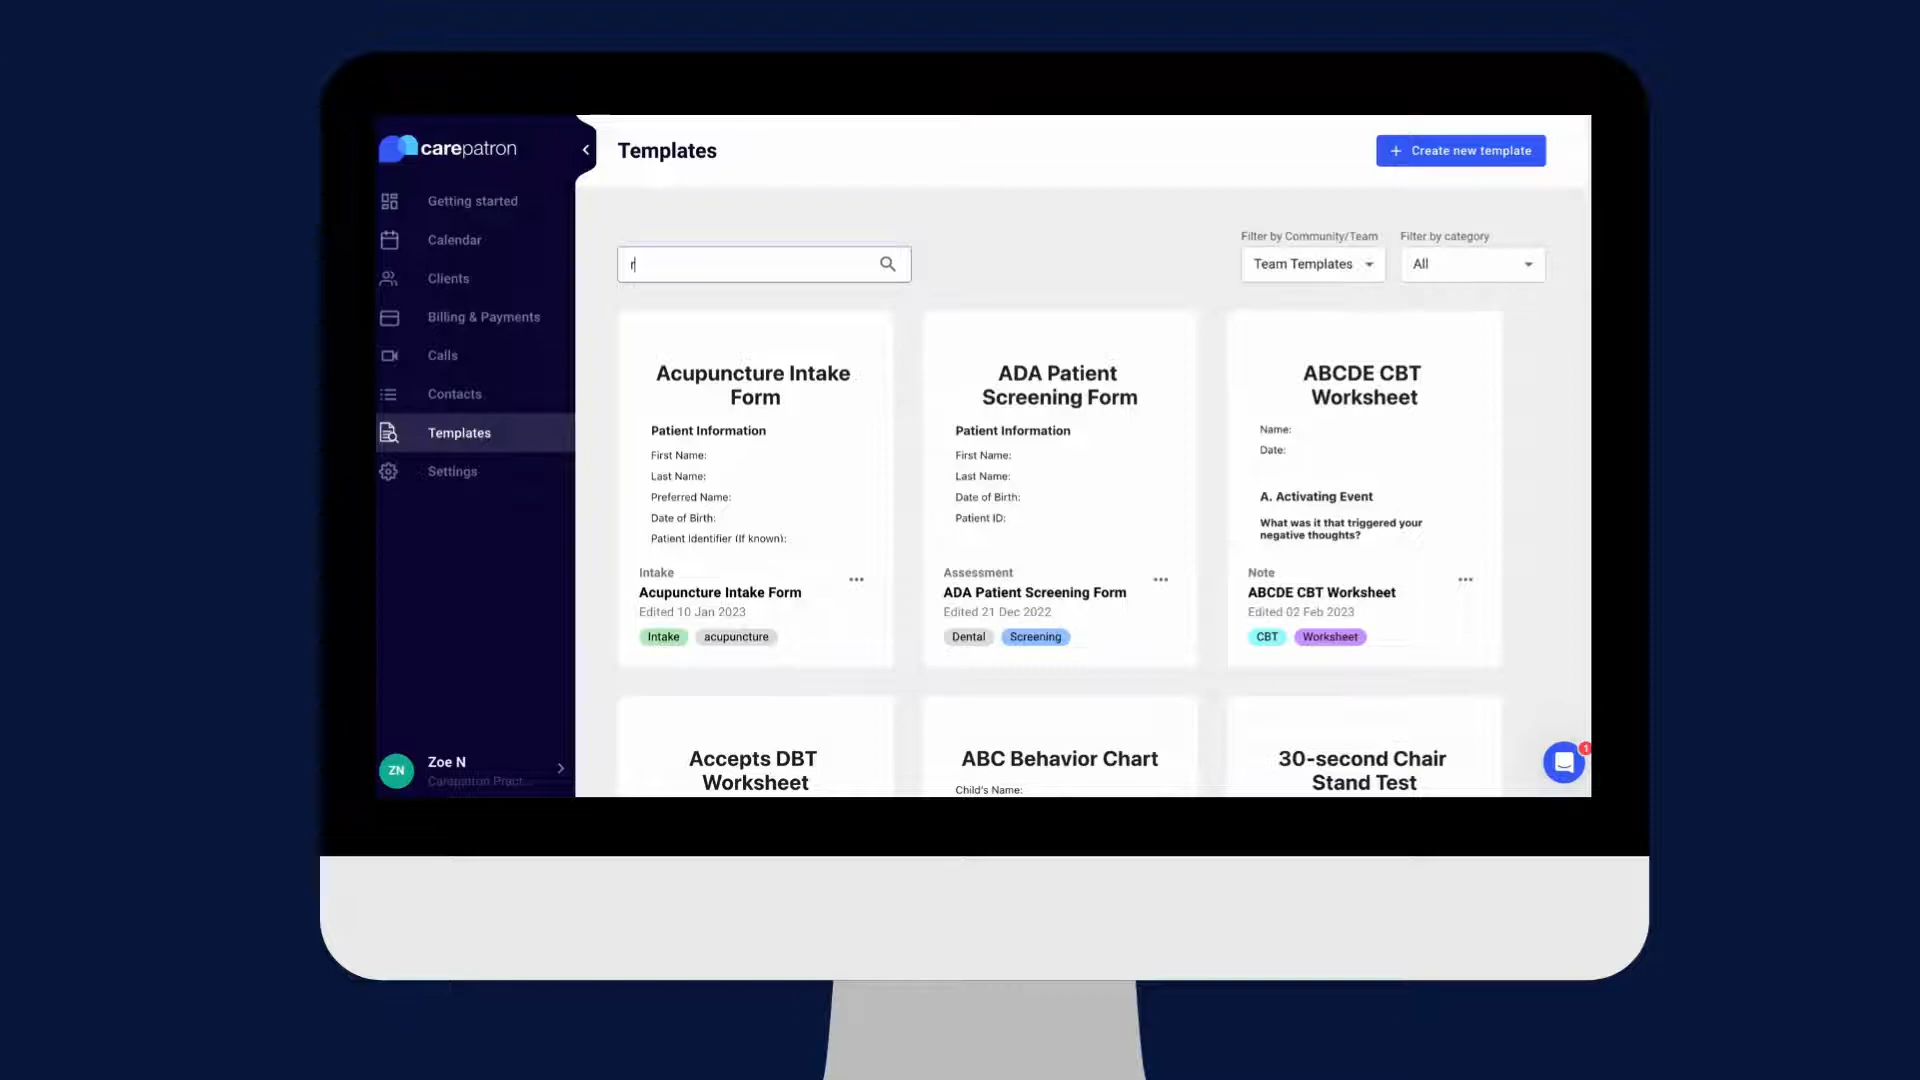 carepatron
Getting started
Calendar
Clients
Billing & Payments
Calls
Contacts
Templates
Settings
ZN
Zoe N
Carepatron Pract...
Templates
+ Create new template
r
Filter by Community/Team
Team Templates
Filter by category
All
Acupuncture Intake
Form
Patient Information
First Name:
Last Name:
Preferred Name:
Date of Birth:
Patient Identifier (If known):
Intake
Acupuncture Intake Form
Edited 10 Jan 2023
Intake acupuncture
ADA Patient
Screening Form
Patient Information
First Name:
Last Name:
Date of Birth:
Patient ID:
Assessment
ADA Patient Screening Form
Edited 21 Dec 2022
Dental Screening
ABCDE CBT
Worksheet
Name:
Date:
A. Activating Event
What was it that triggered your
negative thoughts?
Note
ABCDE CBT Worksheet
Edited 02 Feb 2023
CBT Worksheet
Accepts DBT
Worksheet
ABC Behavior Chart
Child's Name:
30-second Chair
Stand Test
1